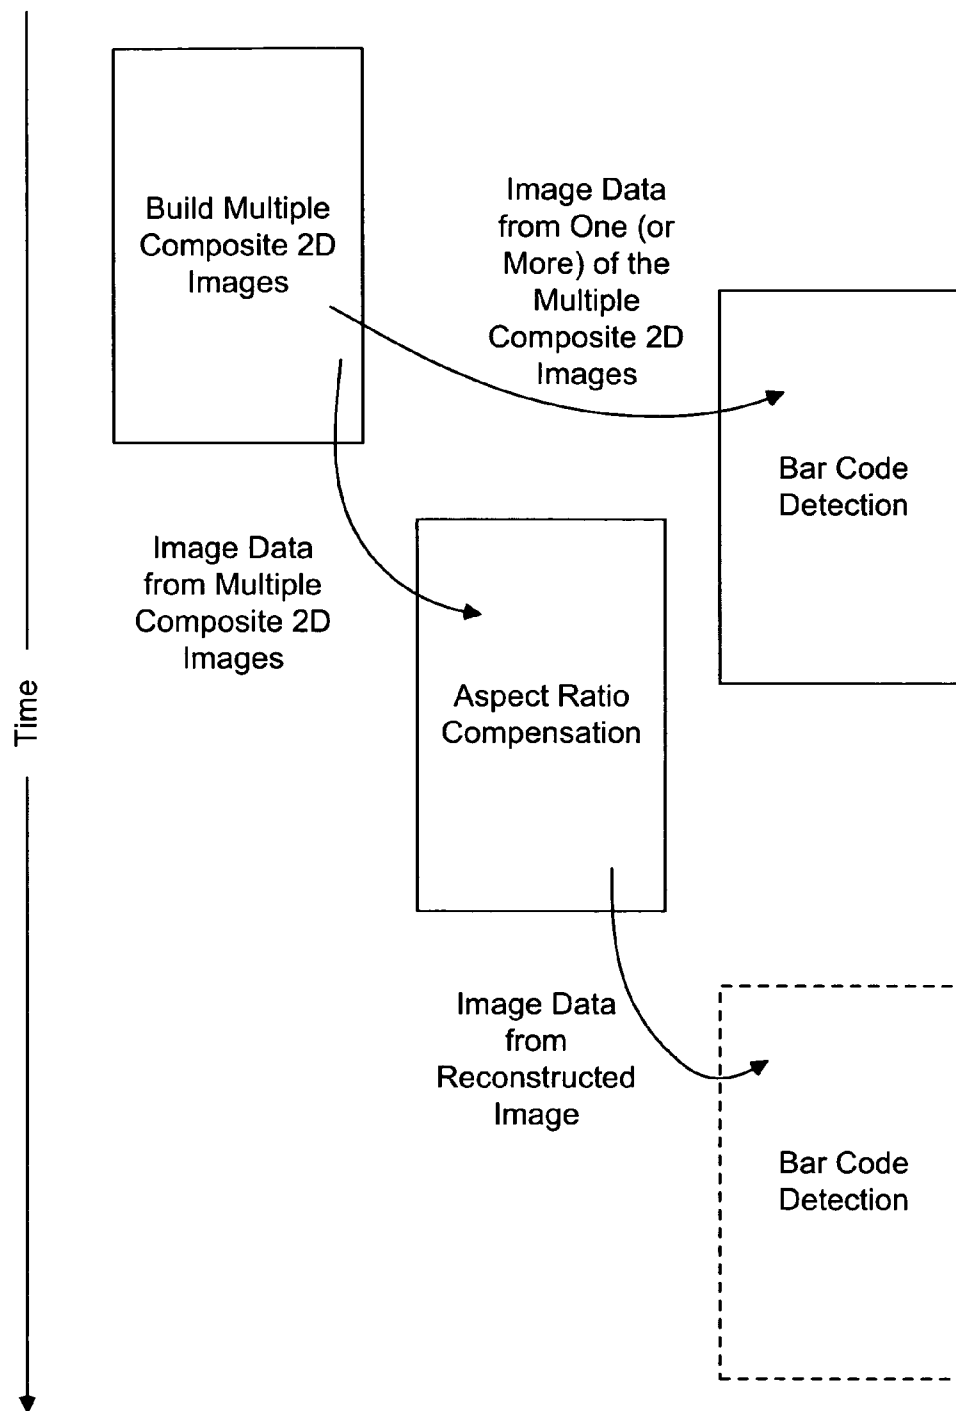 Build Multiple
Composite 2D
Images
Image Data
from One (or
More) of the
Multiple
Composite 2D
Images
Bar Code
Detection
Image Data
from Multiple
Composite 2D
Images
Time
Aspect Ratio
Compensation
Image Data
from
Reconstructed
Image
Bar Code
Detection